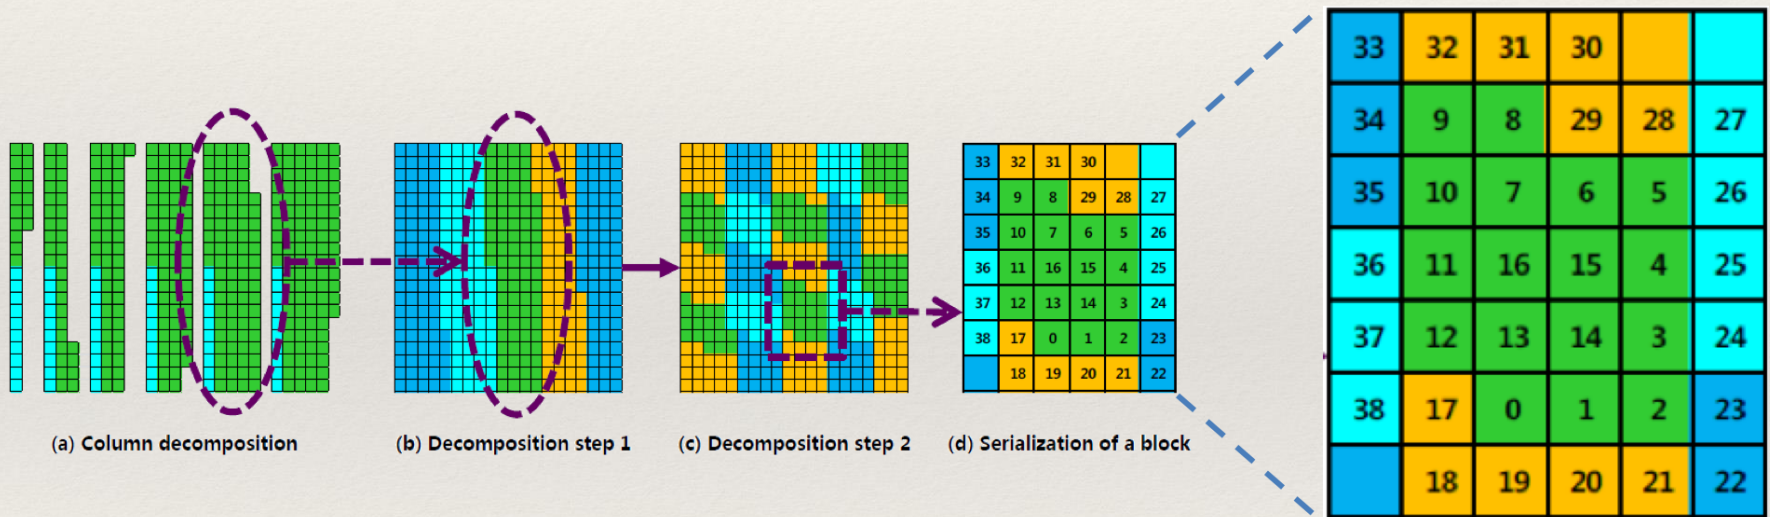 33 32 31 30
34 9 8 29 28 27
35 10 7 6 5 26
36 11 16 15 4 25
37 12 13 14 3 24
38 17 0 1 2 23
18 19 20 21 22
(a) Column decomposition
(b) Decomposition step 1
(c) Decomposition step 2
(d) Serialization of a block
33 32 31 30
34 9 8 29 28 27
35 10 7 6 5 26
36 11 16 15 4 25
37 12 13 14 3 24
38 17 0 1 2 23
18 19 20 21 22